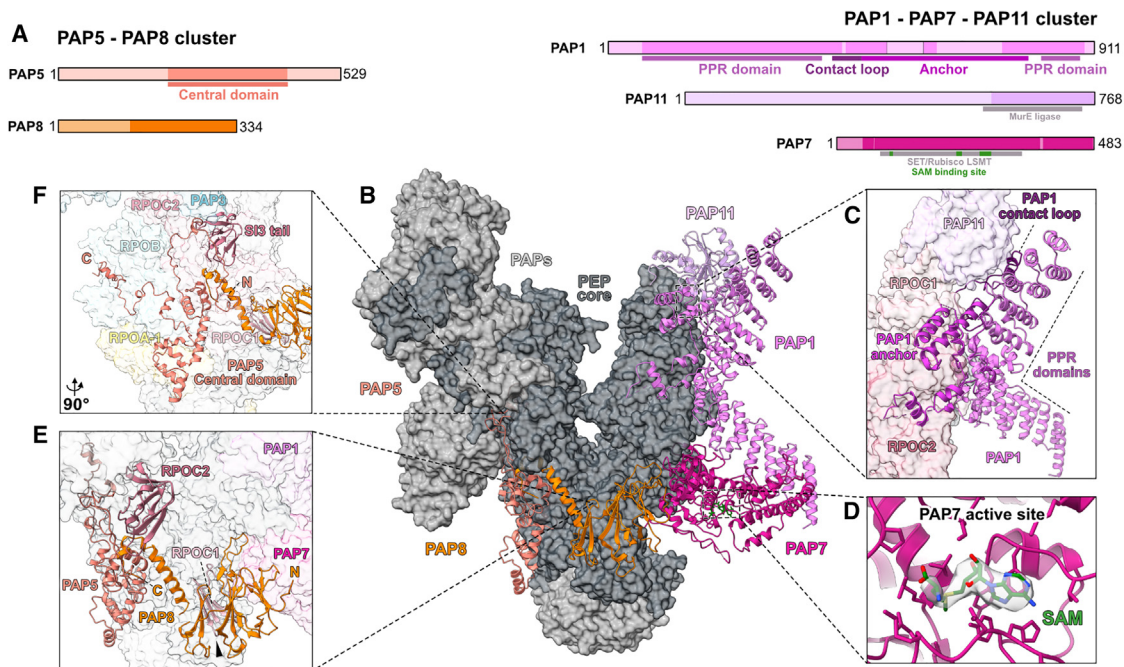 A
PAP5 - PAP8 cluster
PAP5 1 529
Central domain
PAP8 1 334
PAP1 - PAP7 - PAP11 cluster
PAP1 1 911
PPR domain Contact loop Anchor PPR domain
PAP11 1 768
MurE ligase
PAP7 1 483
SET/Rubisco LSMT
SAM binding site
F
RPOC2 PAP3
SI3 tail
RPOB
C
N
RPOA-1
RPOC1
PAP5
Central domain
90°
B
PAPs
PEP
core
PAP11
PAP1
PAP5
PAP8
PAP7
C
PAP1
contact loop
PAP11
RPOC1
PAP1
anchor
PPR
domains
RPOC2
PAP1
E
PAP1
RPOC2
RPOC1
PAP7
N
PAP5
C
PAP8
D
PAP7 active site
SAM